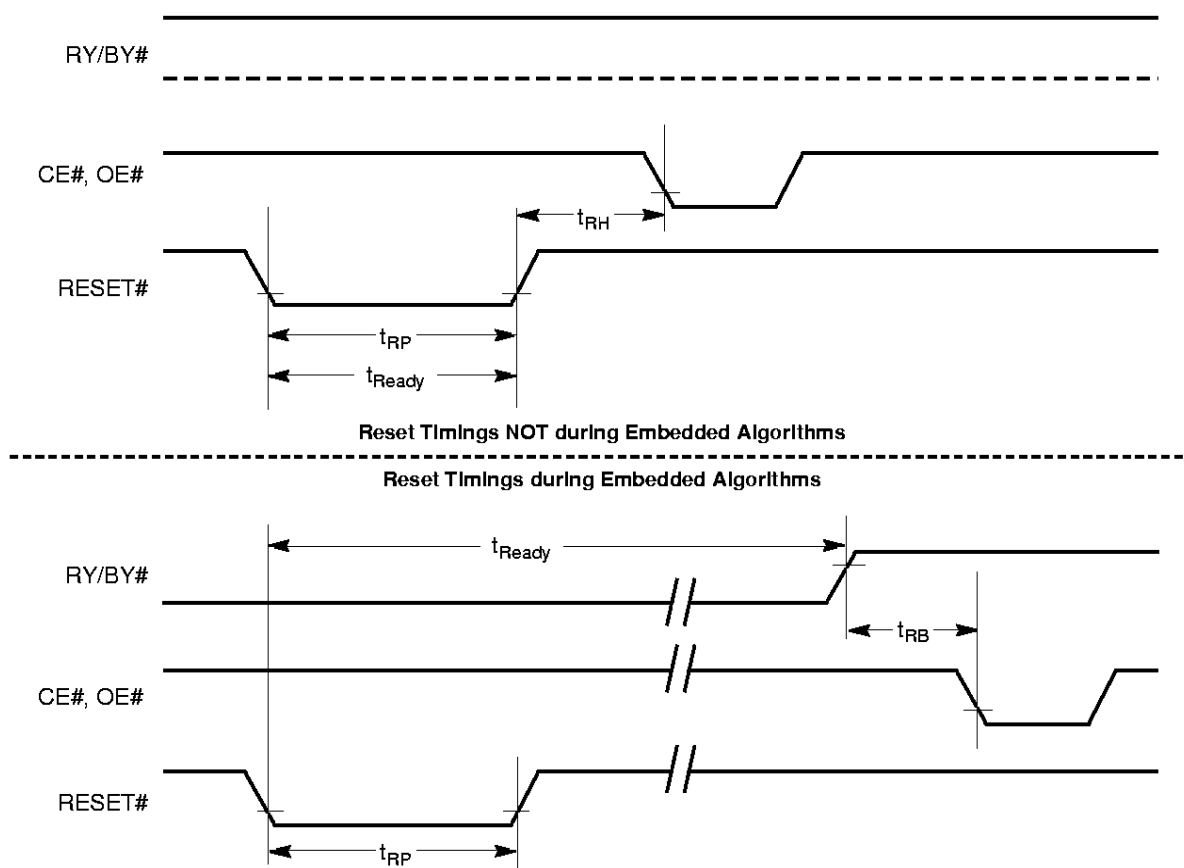 RY/BY#
CE#, OE#
tRH
RESET#
tRP
tReady
Reset Timings NOT during Embedded Algorithms
Reset Timings during Embedded Algorithms
tReady
RY/BY#
tRB
CE#, OE#
RESET#
tRP